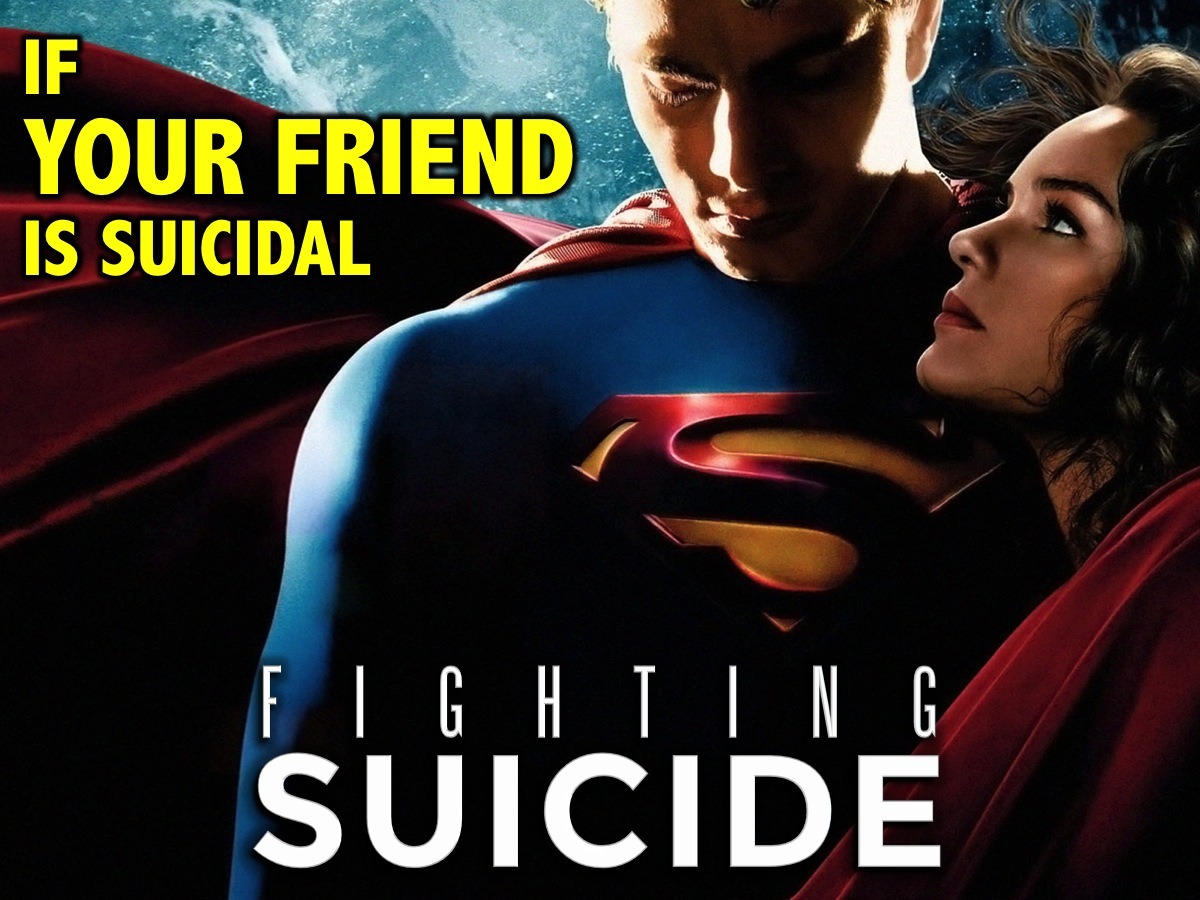 IF
YOUR FRIEND
IS SUICIDAL
FIGHTING
SUICIDE